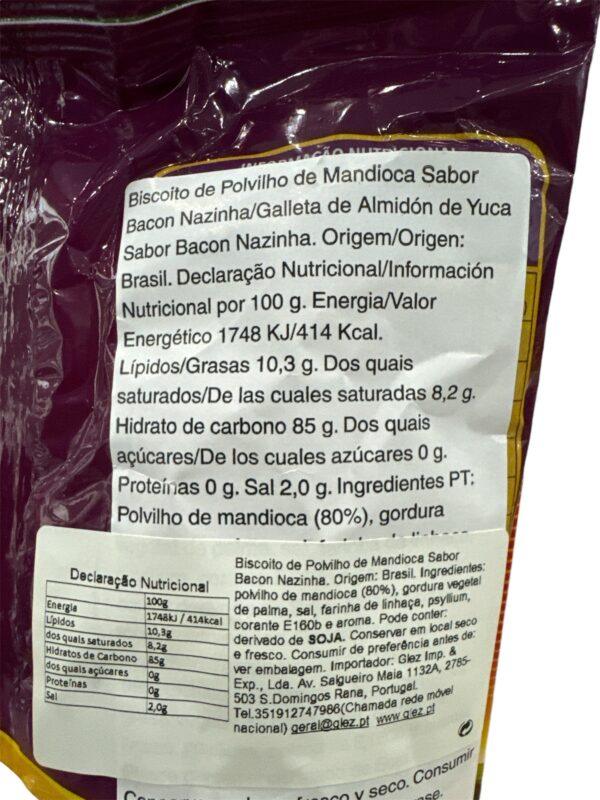 INFORMAÇÃO NUTRICIONAL
Biscoito de Polvilho de Mandioca Sabor
Bacon Nazinha/Galleta de Almidón de Yuca
Sabor Bacon Nazinha. Origem/Origen:
Brasil. Declaração Nutricional/Información
Nutricional por 100 g. Energia/Valor
Energético 1748 KJ/414 Kcal.
Lípidos/Grasas 10,3 g. Dos quais
saturados/De las cuales saturadas 8,2 g.
Hidrato de carbono 85 g. Dos quais
açúcares/De los cuales azúcares 0 g.
Proteínas 0 g. Sal 2,0 g. Ingredientes PT:
Polvilho de mandioca (80%), gordura
Declaração Nutricional
100g
Energia 1748kJ / 414kcal
Lípidos 10,3g
dos quais saturados 8,2g
Hidratos de Carbono 85g
dos quais açúcares 0g
Proteínas 0g
Sal 2,0g
Biscoito de Polvilho de Mandioca Sabor
Bacon Nazinha. Origem: Brasil. Ingredientes:
polvilho de mandioca (80%), gordura vegetal
de palma, sal, farinha de linhaça, psyllium,
corante E160b e aroma. Pode conter:
derivado de SOJA. Conservar em local seco
e fresco. Consumir de preferência antes de:
ver embalagem. Importador: Glez Imp. &
Exp., Lda. Av. Salgueiro Maia 1132A, 2785-
503 S.Domingos Rana, Portugal.
Tel.351912747986(Chamada rede móvel
nacional) geral@glez.pt www.glez.pt
y seco. Consumir